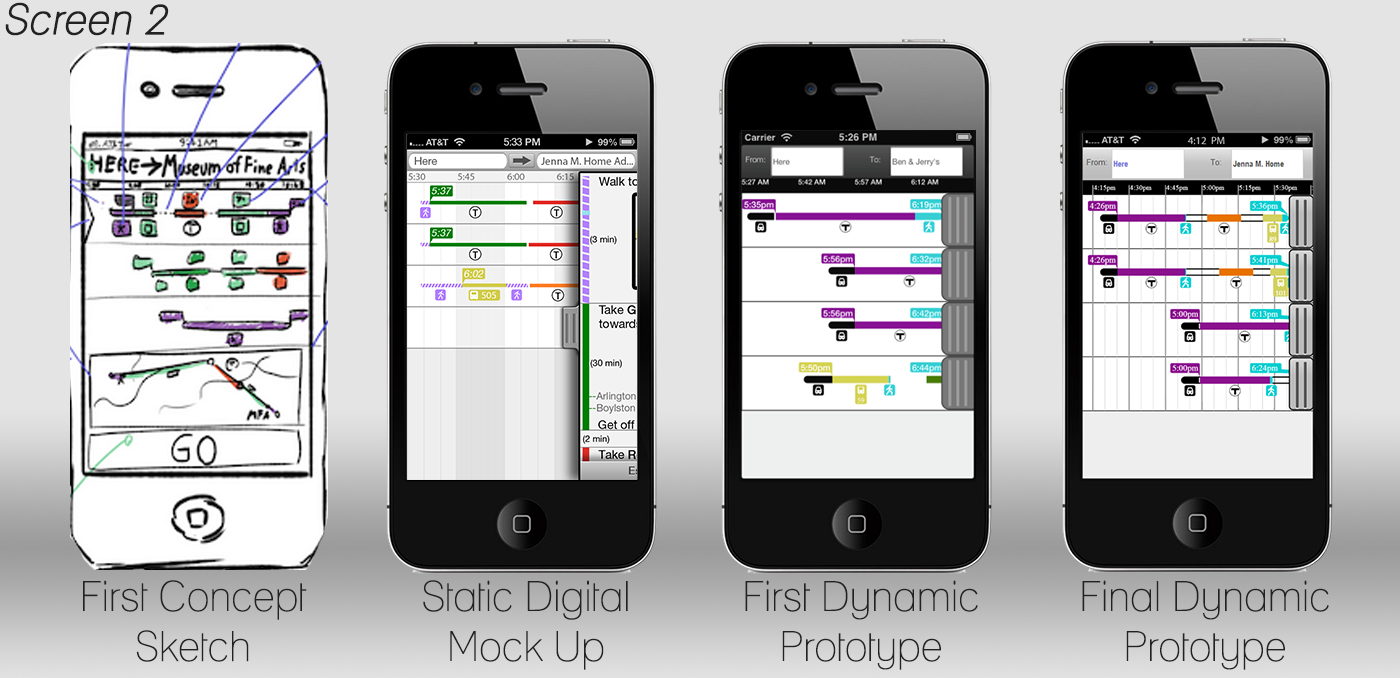 Screen 2
9:41AM
HERE→Museum of Fine Arts
MFA
GO
First Concept
Sketch
AT&T 5:33 PM 99%
Here Jenna M. Home Ad...
5:30 5:45 6:00 6:15
Walk to
5:37
T T
(3 min)
5:37
T T
6:02
505 T
Take G
towards
(30 min)
Arlington
Boylston
Get off
(2 min)
Take R
Es
Static Digital
Mock Up
Carrier 5:26 PM
From: Here To: Ben & Jerry's
5:27 AM 5:42 AM 5:57 AM 6:12 AM
5:35pm 6:19pm
T
5:56pm 6:32pm
T
5:56pm 6:42pm
T
5:50pm 6:44pm
First Dynamic
Prototype
AT&T 4:12 PM 99%
From: Here To: Jenna M. Home
4:15pm 4:30pm 4:45pm 5:00pm 5:15pm 5:30pm
4:26pm 5:36pm
T T
4:26pm 5:41pm
T T
5:00pm 6:13pm
T
5:00pm 6:24pm
T
Final Dynamic
Prototype